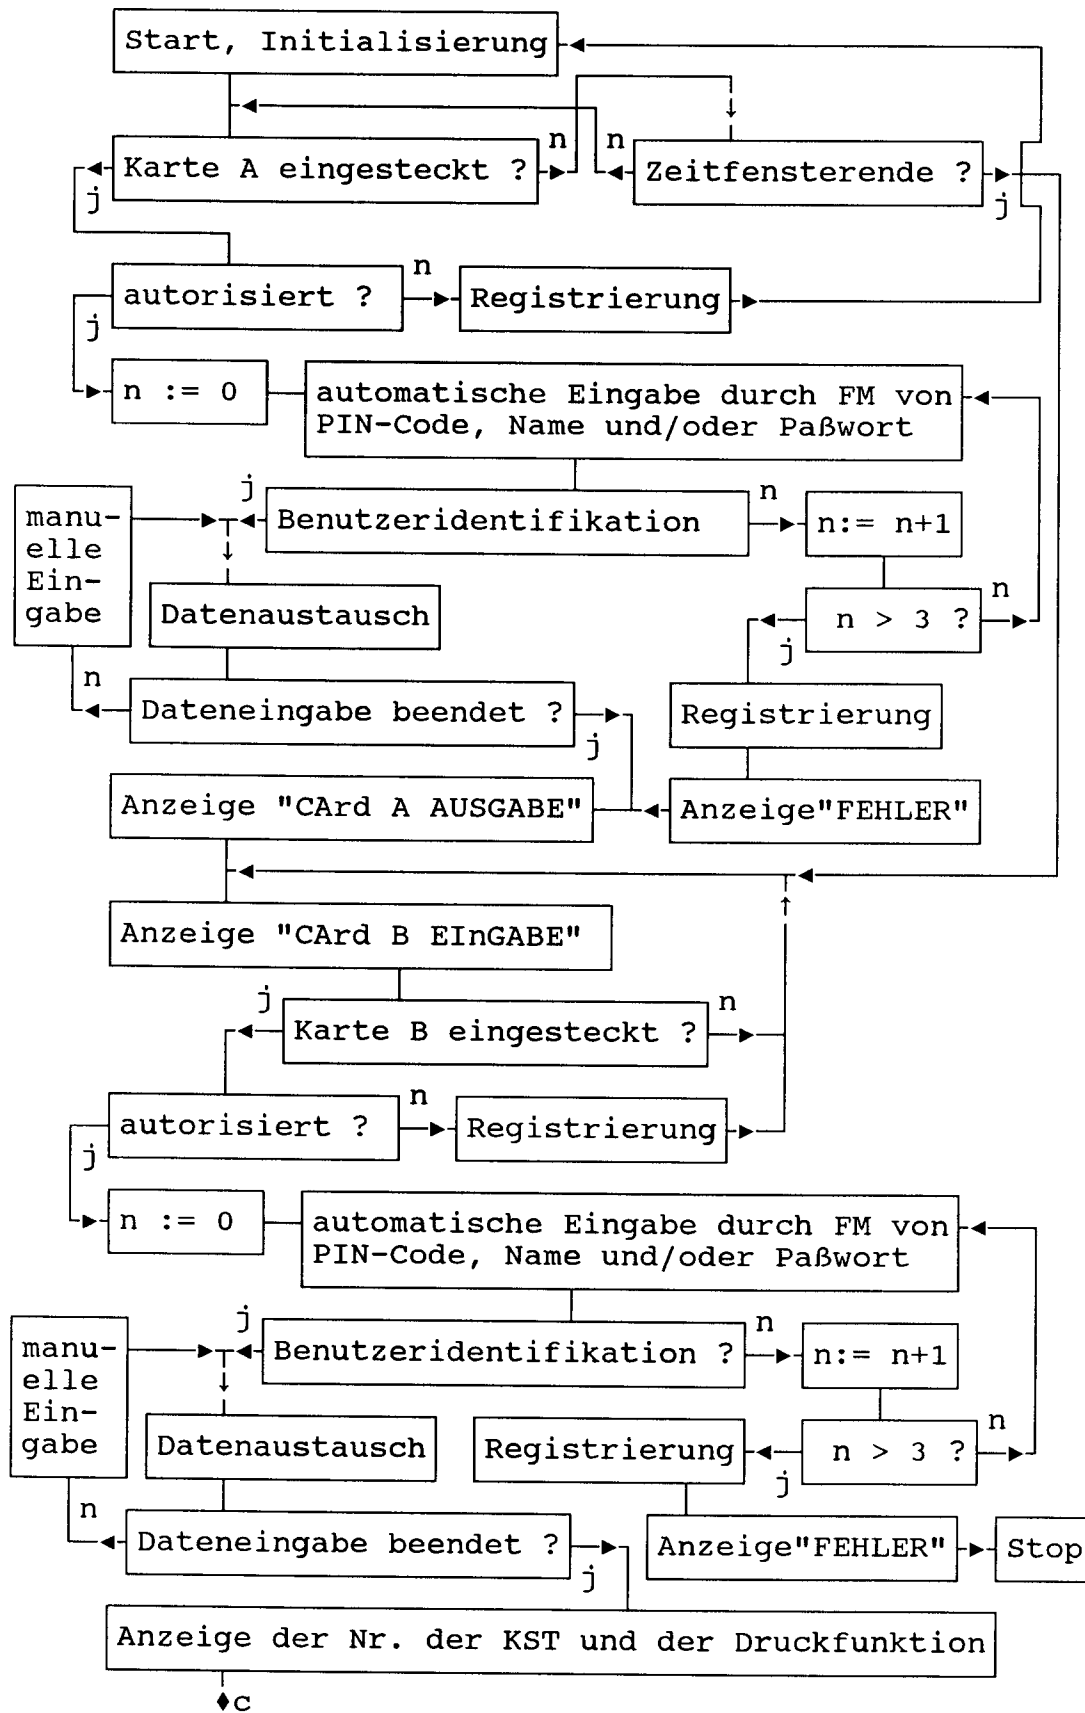 Start, Initialisierung
n n
Karte A eingesteckt ? Zeitfensterende ?
j j
n
autorisiert ? Registrierung
j
n := 0 automatische Eingabe durch FM von
PIN-Code, Name und/oder Paßwort
j n
manu-
elle
Ein-
gabe
Benutzeridentifikation n:= n+1
n
Datenaustausch n > 3 ?
j
n
Dateneingabe beendet ? Registrierung
j
Anzeige "CArd A AUSGABE" Anzeige"FEHLER"
Anzeige "CArd B EInGABE"
j n
Karte B eingesteckt ?
n
autorisiert ? Registrierung
j
n := 0 automatische Eingabe durch FM von
PIN-Code, Name und/oder Paßwort
j n
manu-
elle
Ein-
gabe
Benutzeridentifikation ? n:= n+1
n
Datenaustausch Registrierung n > 3 ?
j
n
Dateneingabe beendet ? Anzeige"FEHLER" Stop
j
Anzeige der Nr. der KST und der Druckfunktion
♦c